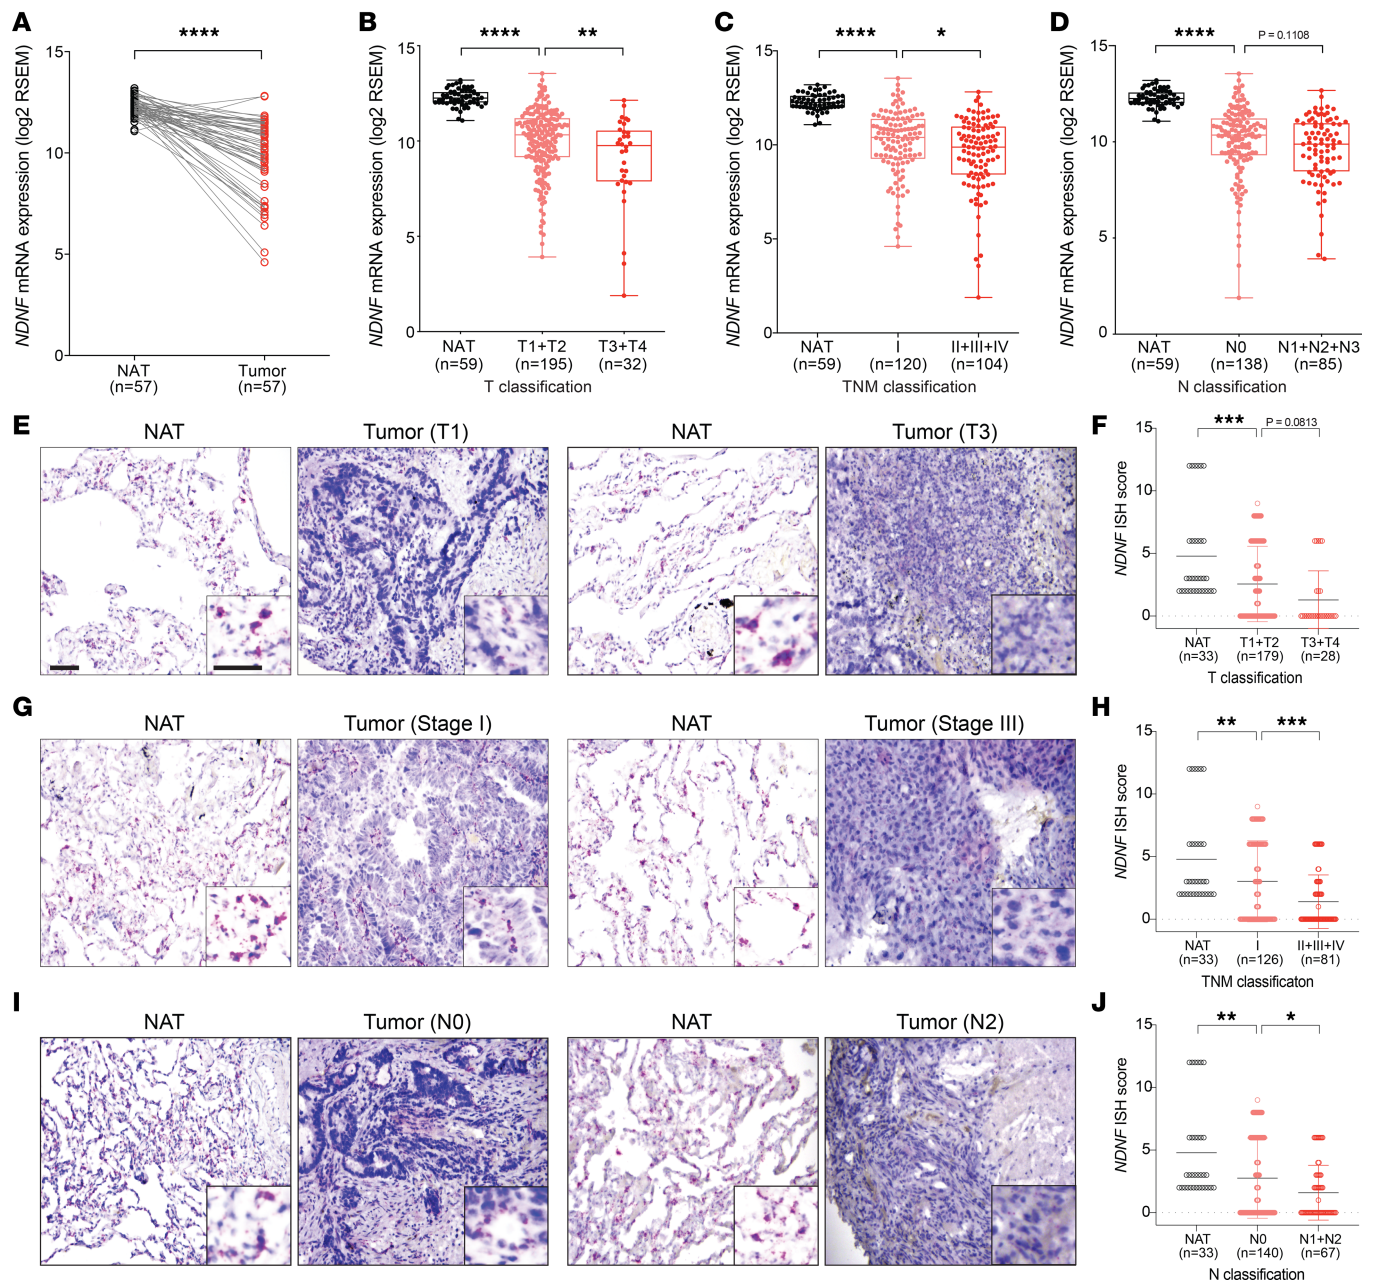 A
B
C
D
****
****
**
****
*
****
P = 0.1108
NDNF mRNA expression (log2 RSEM)
15
10
5
0
NAT
(n=57)
Tumor
(n=57)
NDNF mRNA expression (log2 RSEM)
15
10
5
0
NAT
(n=59)
T1+T2
(n=195)
T3+T4
(n=32)
T classification
NDNF mRNA expression (log2 RSEM)
15
10
5
0
NAT
(n=59)
I
(n=120)
II+III+IV
(n=104)
TNM classification
NDNF mRNA expression (log2 RSEM)
15
10
5
0
NAT
(n=59)
N0
(n=138)
N1+N2+N3
(n=85)
N classification
E
NAT
Tumor (T1)
NAT
Tumor (T3)
F
***
P = 0.0813
NDNF ISH score
15
10
5
0
NAT
(n=33)
T1+T2
(n=179)
T3+T4
(n=28)
T classification
G
NAT
Tumor (Stage I)
NAT
Tumor (Stage III)
H
**
***
NDNF ISH score
15
10
5
0
NAT
(n=33)
I
(n=126)
II+III+IV
(n=81)
TNM classificaton
I
NAT
Tumor (N0)
NAT
Tumor (N2)
J
**
*
NDNF ISH score
15
10
5
0
NAT
(n=33)
N0
(n=140)
N1+N2
(n=67)
N classification